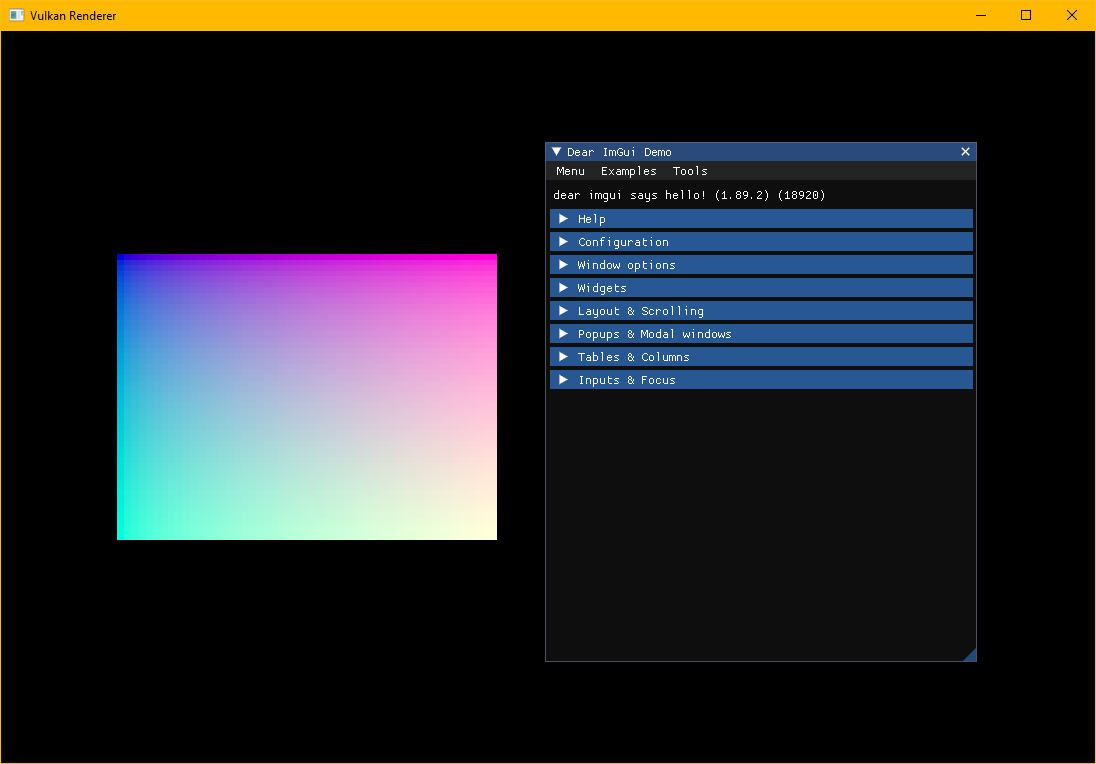 Vulkan Renderer
Dear ImGui Demo
Menu Examples Tools
dear imgui says hello! (1.89.2) (18920)
Help
Configuration
Window options
Widgets
Layout & Scrolling
Popups & Modal windows
Tables & Columns
Inputs & Focus